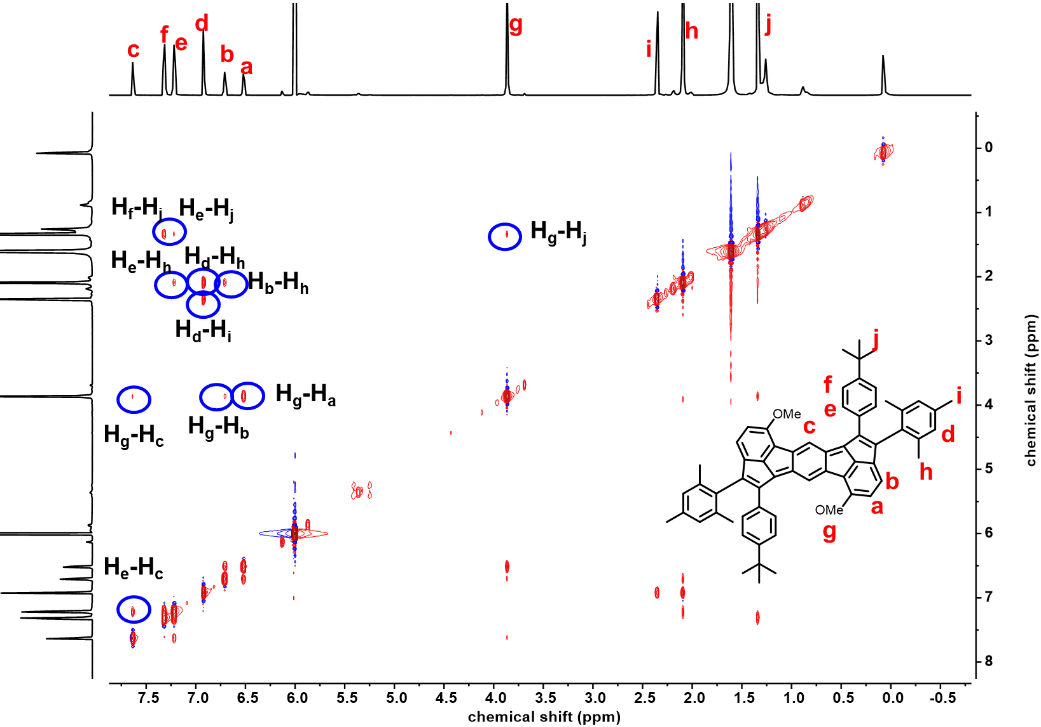 c
f
e
d
b
a
g
i
h
j
Hf-Hj He-Hj
Hg-Hj
He-Hh Hd-Hh
Hb-Hh
Hd-Hi
Hg-Ha
Hg-Hb
Hg-Hc
He-Hc
j
f
e
i
OMe
c
d
h
b
a
OMe
g
0
1
2
3
4
5
6
7
8
chemical shift (ppm)
7.5 7.0 6.5 6.0 5.5 5.0 4.5 4.0 3.5 3.0 2.5 2.0 1.5 1.0 0.5 0.0 -0.5
chemical shift (ppm)